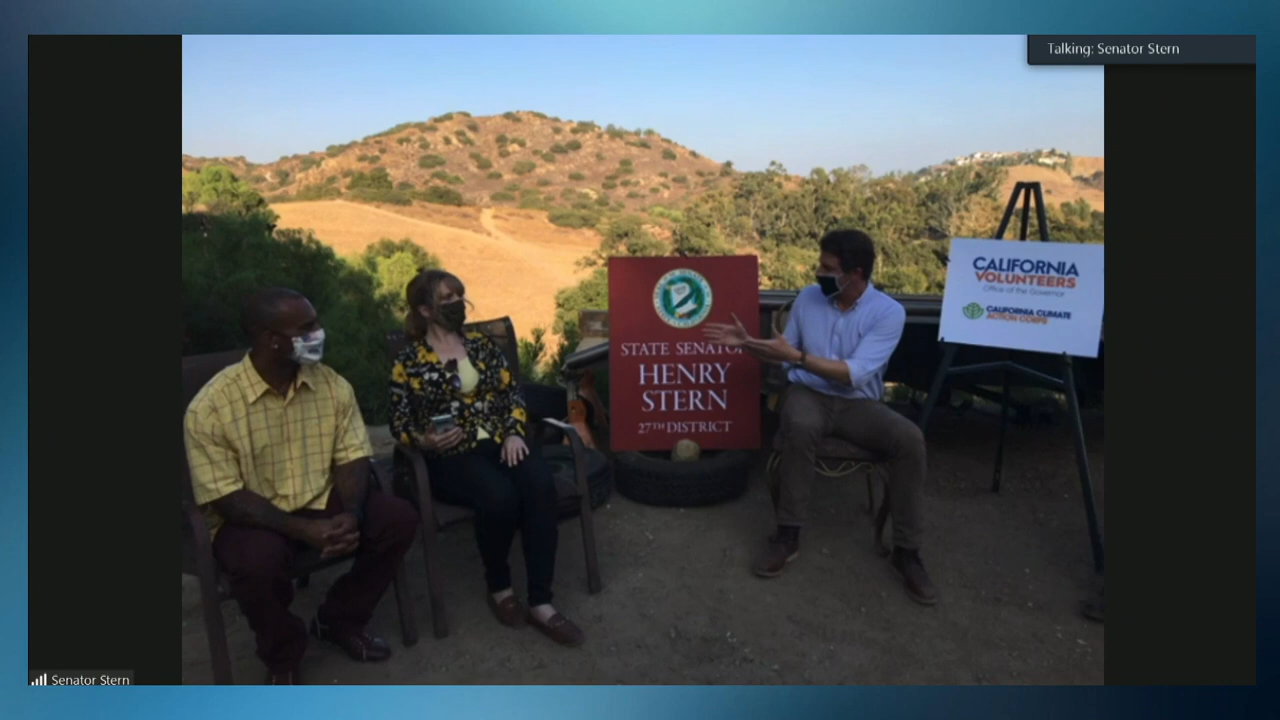 Talking: Senator Stern
STATE SENATOR
HENRY
STERN
27TH DISTRICT
CALIFORNIA
VOLUNTEERS
Office of the Governor
CALIFORNIA CLIMATE
ACTION CORPS
Senator Stern